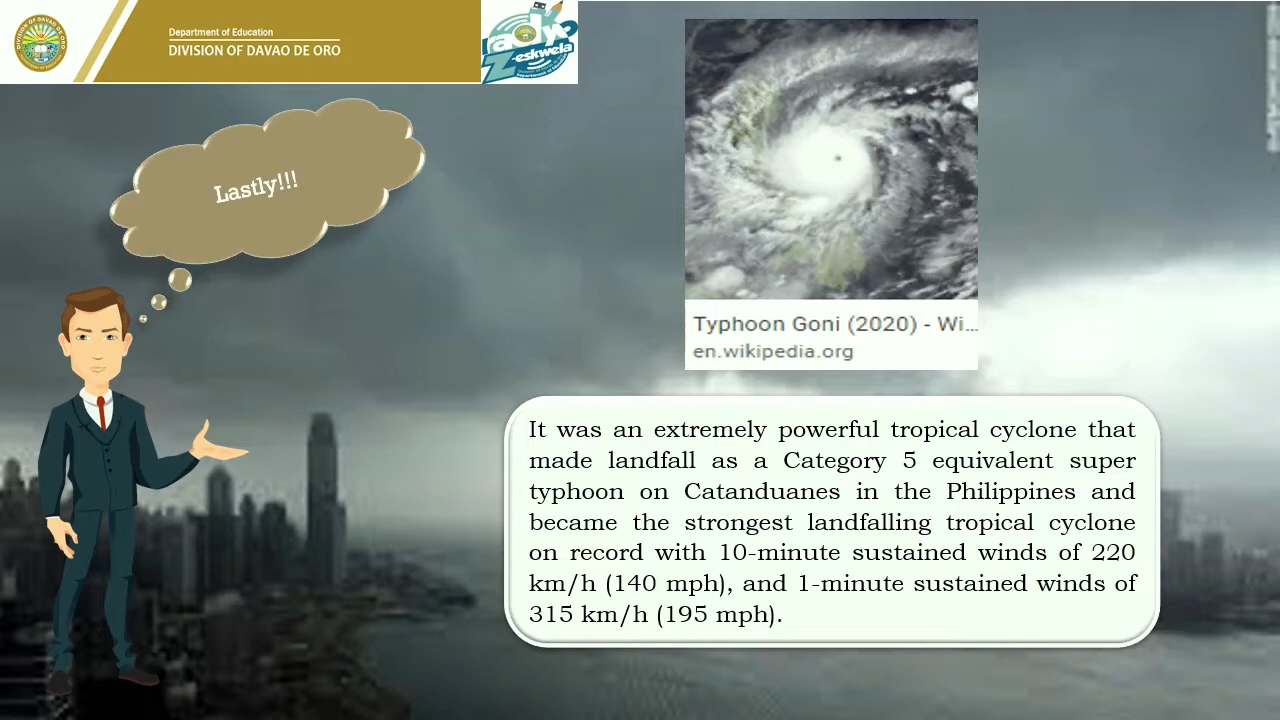 Department of Education
DIVISION OF DAVAO DE ORO
adn
Z-eskwela
Lastly!!!
Typhoon Goni (2020) - Wi...
en.wikipedia.org
It was an extremely powerful tropical cyclone that
made landfall as a Category 5 equivalent super
typhoon on Catanduanes in the Philippines and
became the strongest landfalling tropical cyclone
on record with 10-minute sustained winds of 220
km/h (140 mph), and 1-minute sustained winds of
315 km/h (195 mph).